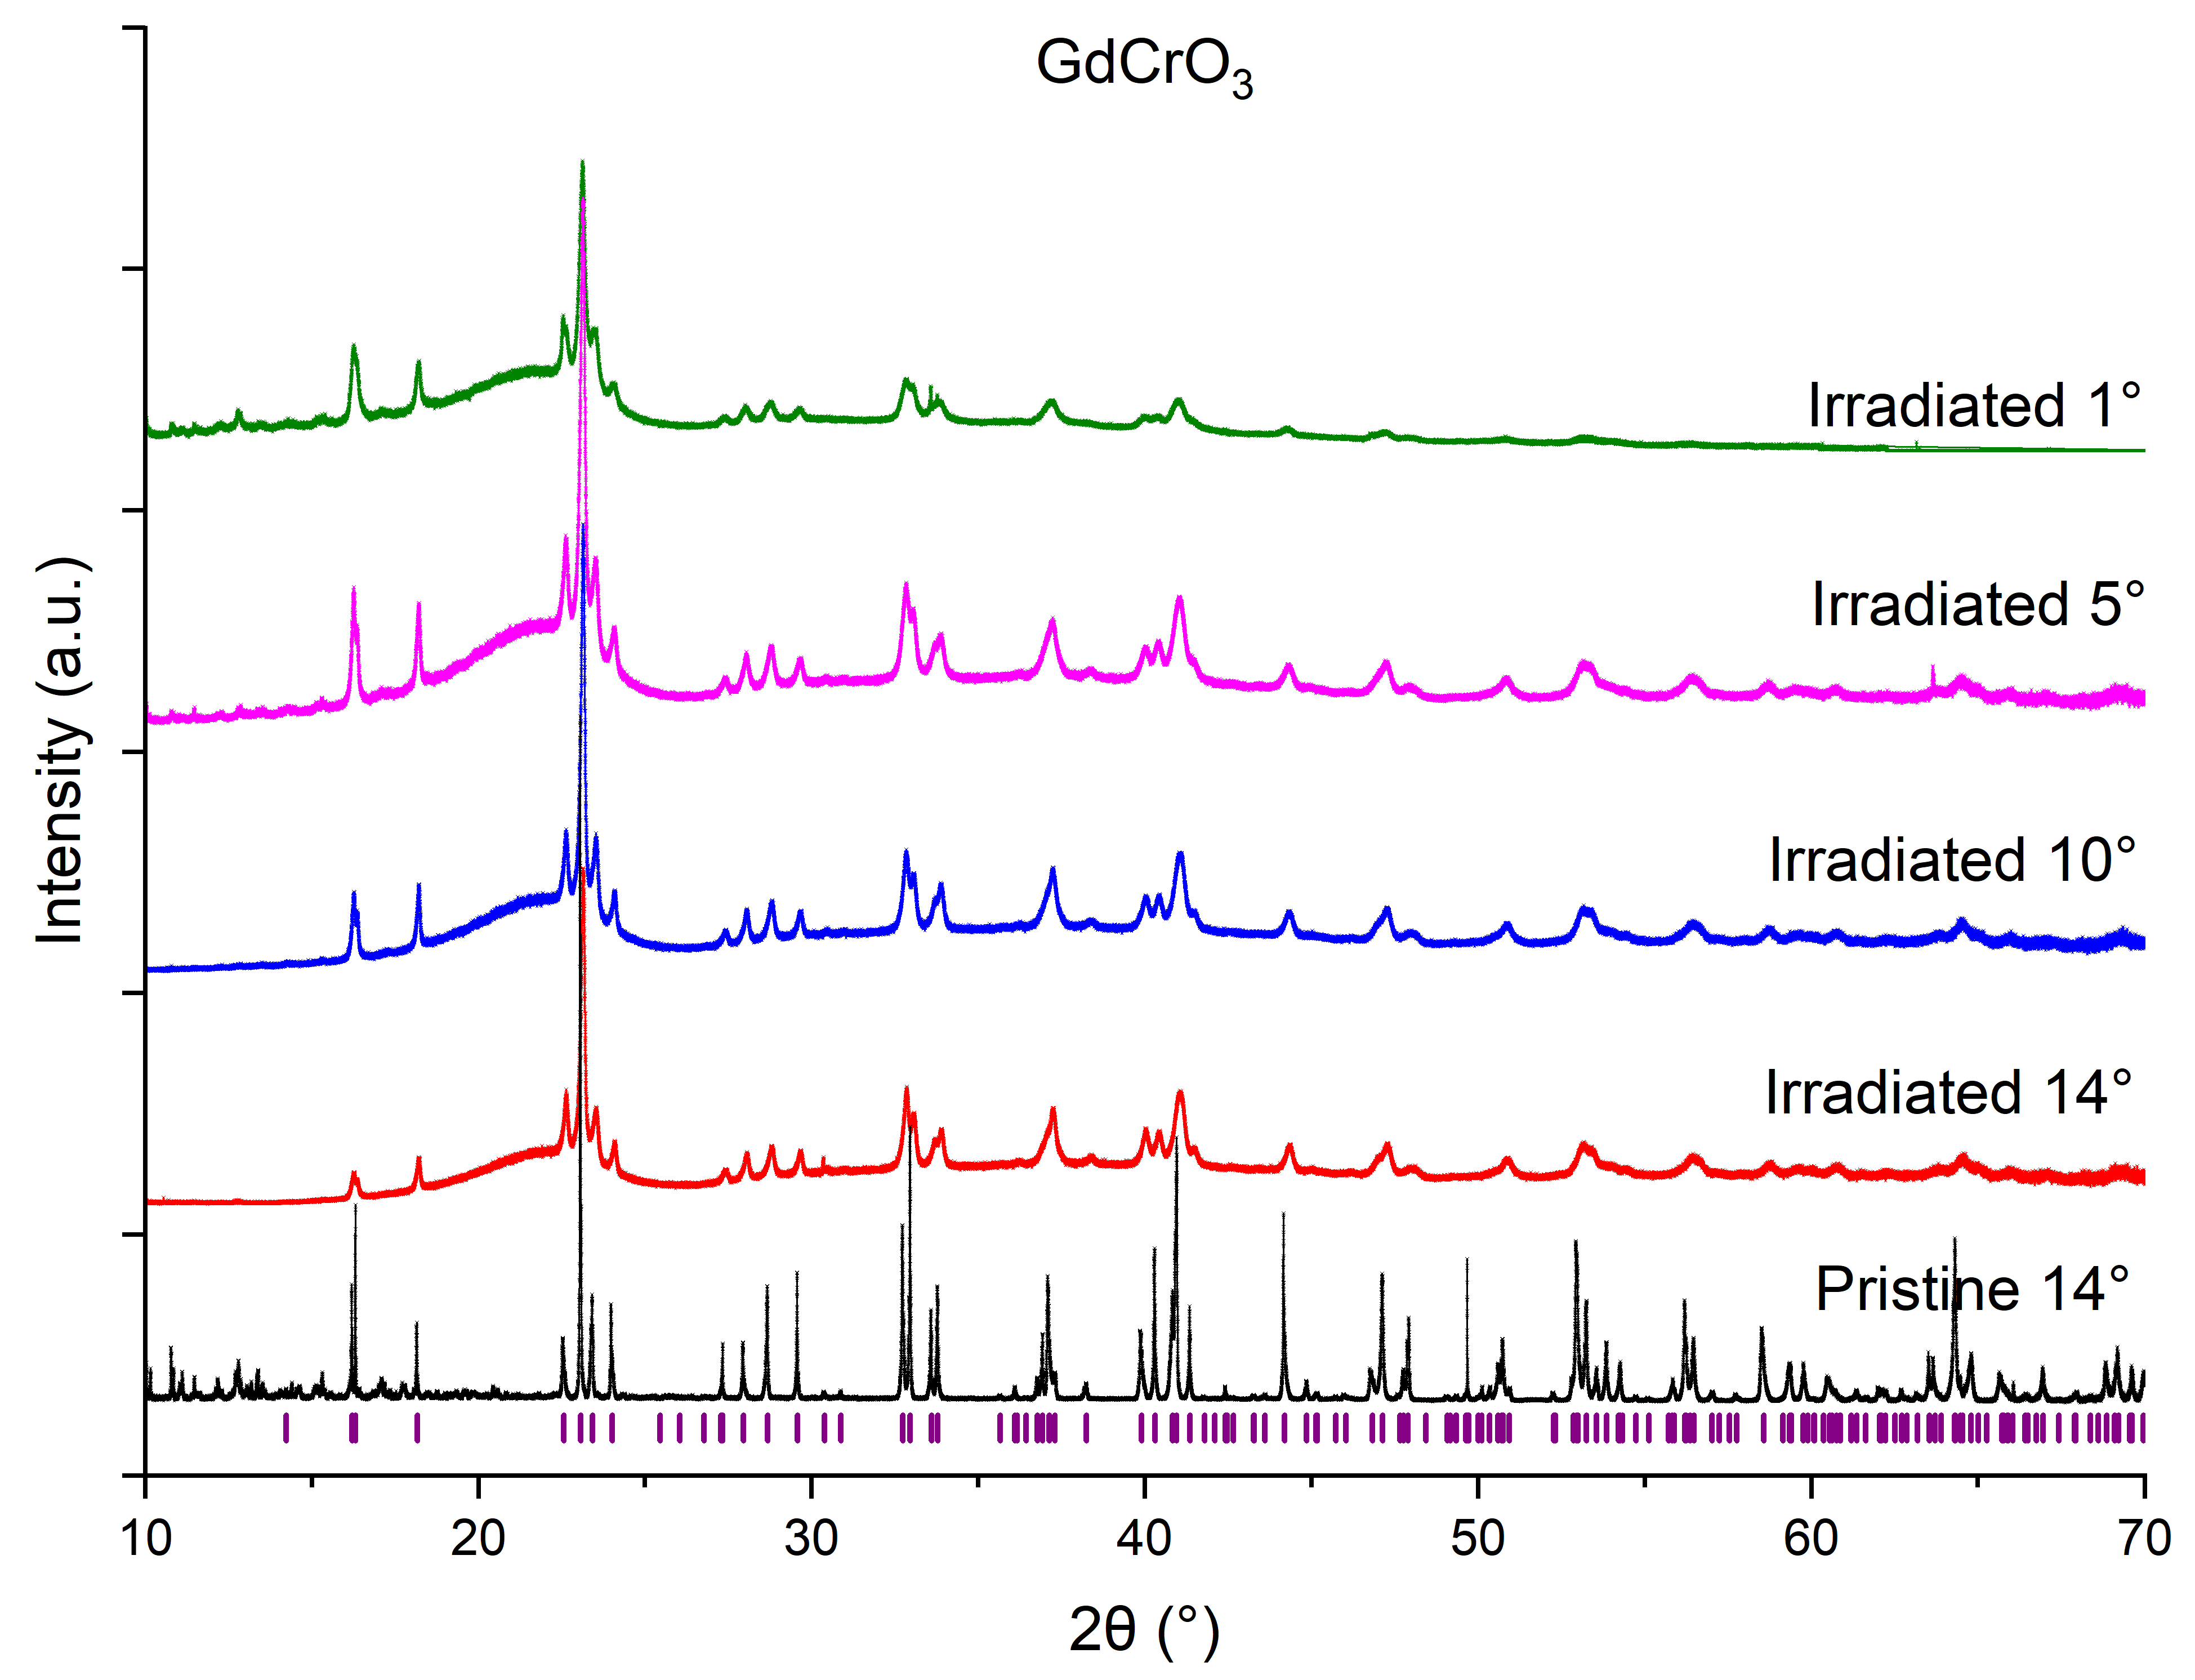 GdCrO₃
Irradiated 1°
Irradiated 5°
Irradiated 10°
Irradiated 14°
Pristine 14°
Intensity (a.u.)
10 20 30 40 50 60 70
2θ (°)